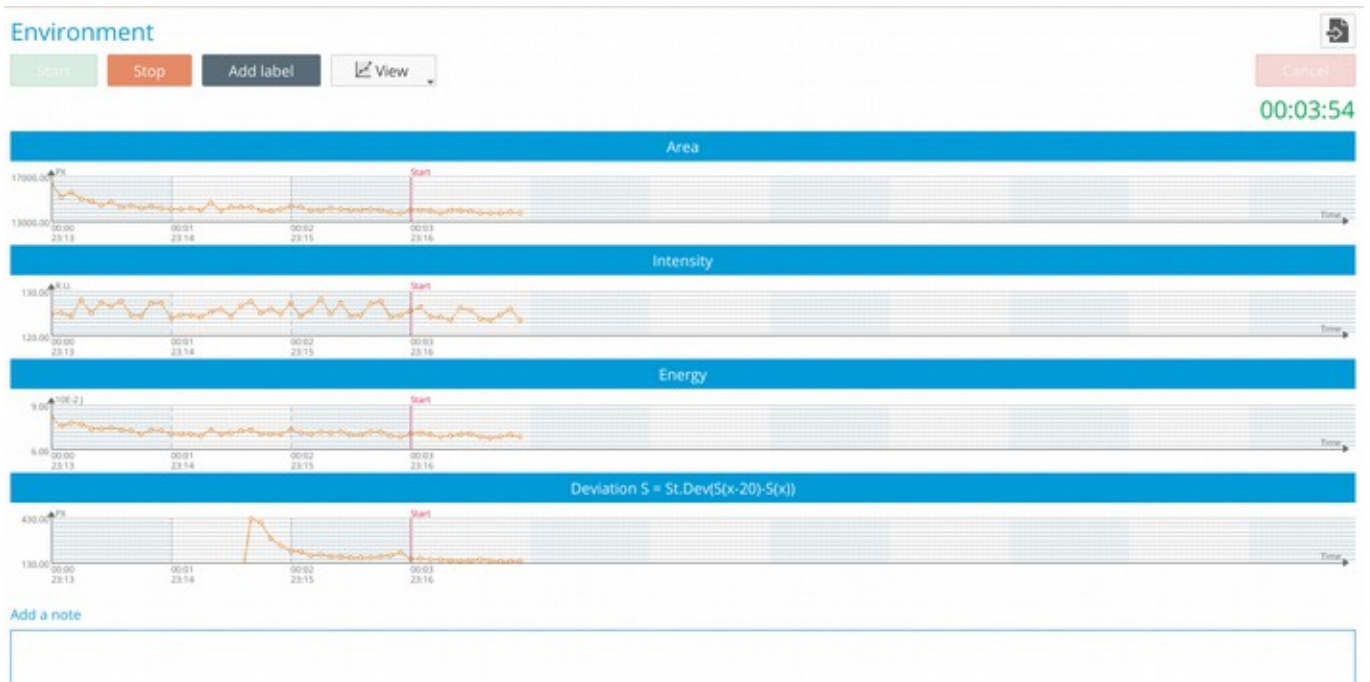 Environment
Start Stop Add label View Cancel
00:03:54
Area
17000.00 PX Start
13000.00 00:00 00:01 00:02 00:03 Time
23:13 23:14 23:15 23:16
Intensity
130.00 R.U. Start
120.00 00:00 00:01 00:02 00:03 Time
23:13 23:14 23:15 23:16
Energy
9.00 10E-2 J Start
6.00 00:00 00:01 00:02 00:03 Time
23:13 23:14 23:15 23:16
Deviation S = St.Dev(S(x-20)-S(x))
430.00 PX Start
130.00 00:00 00:01 00:02 00:03 Time
23:13 23:14 23:15 23:16
Add a note